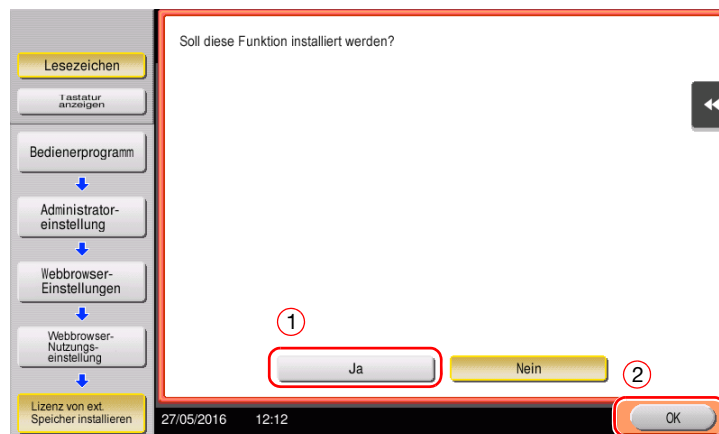 Soll diese Funktion installiert werden?
Lesezeichen
Tastatur
anzeigen
Bedienerprogramm
Administrator-
einstellung
Webbrowser-
Einstellungen
Webbrowser-
Nutzungs-
einstellung
Lizenz von ext.
Speicher installieren
1
Ja
Nein
2
27/05/2016 12:12
OK